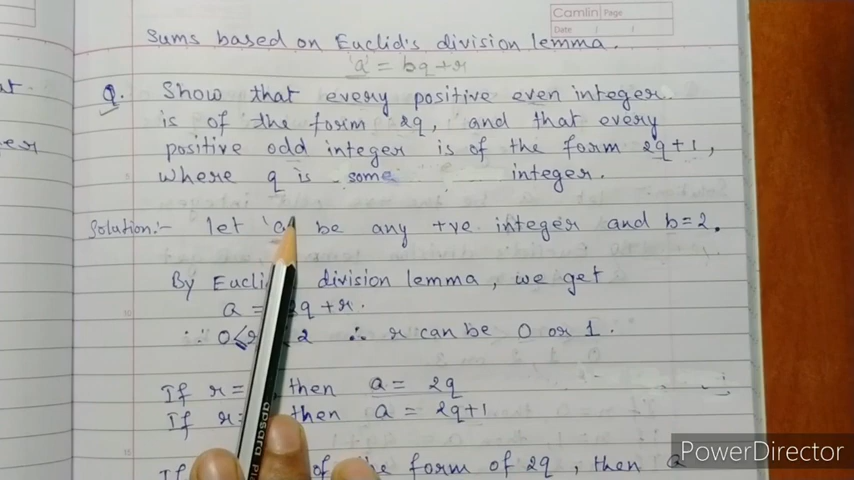 Camlin Page
Date
Sums based on Euclid's division lemma.
'a' = bq+r
at.
Q. Show that every positive even integer
is of the form 2q, and that every
positive odd integer is of the form 2q+1,
where q is some integer.
Solution:- let 'a' be any +ve integer and b=2.
By Eucli division lemma, we get
a = 2q + r.
∵ 0≤ 2 ∴ r can be 0 or 1.
If r= then a = 2q
If r= then a = 2q+1
If of the form of 2q, then a
PowerDirector